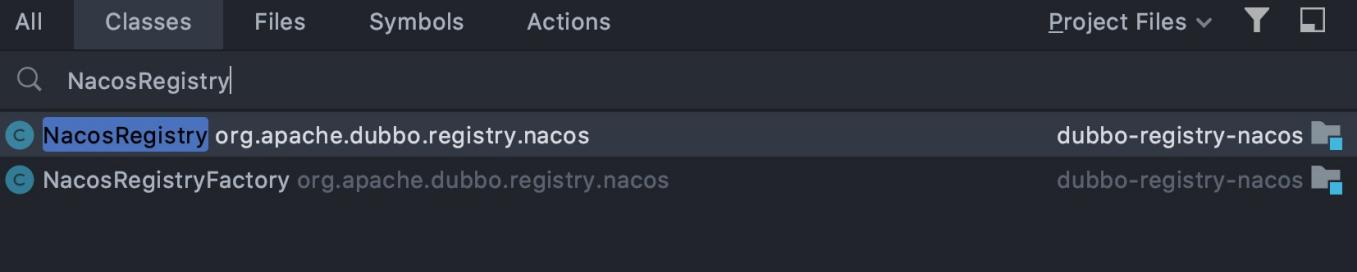 All Classes Files Symbols Actions Project Files
NacosRegistry
C NacosRegistry org.apache.dubbo.registry.nacos dubbo-registry-nacos
C NacosRegistryFactory org.apache.dubbo.registry.nacos dubbo-registry-nacos